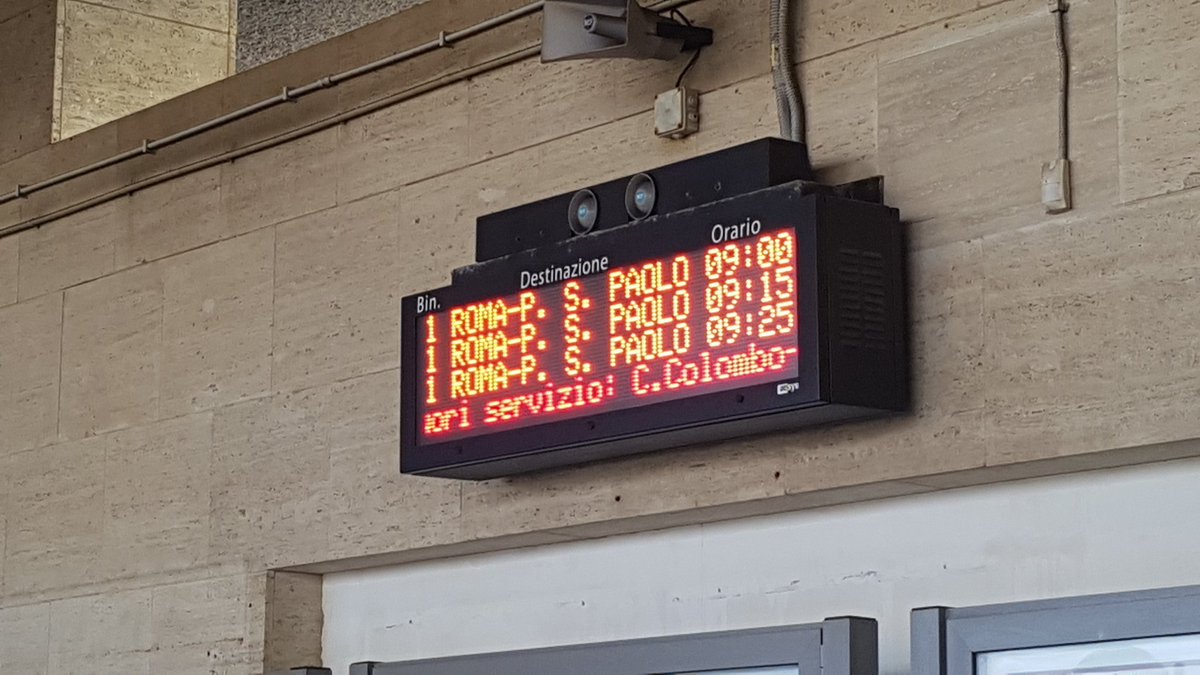 Bin. Destinazione Orario
1 ROMA-P. S. PAOLO 09:00
1 ROMA-P. S. PAOLO 09:15
1 ROMA-P. S. PAOLO 09:25
ori servizio: C.Colombo-